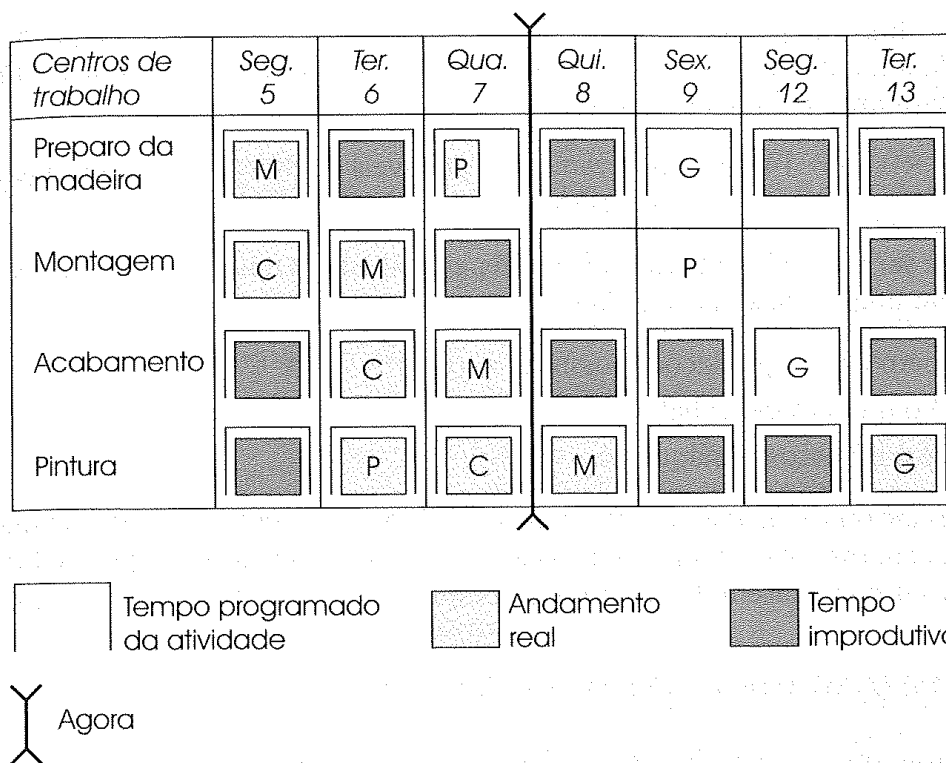 Centros de trabalho Seg. 5 Ter. 6 Qua. 7 Qui. 8 Sex. 9 Seg. 12 Ter. 13
Preparo da madeira M P G
Montagem C M P
Acabamento C M G
Pintura P C M G
Tempo programado
da atividade
Andamento
real
Tempo
improdutivo
Agora